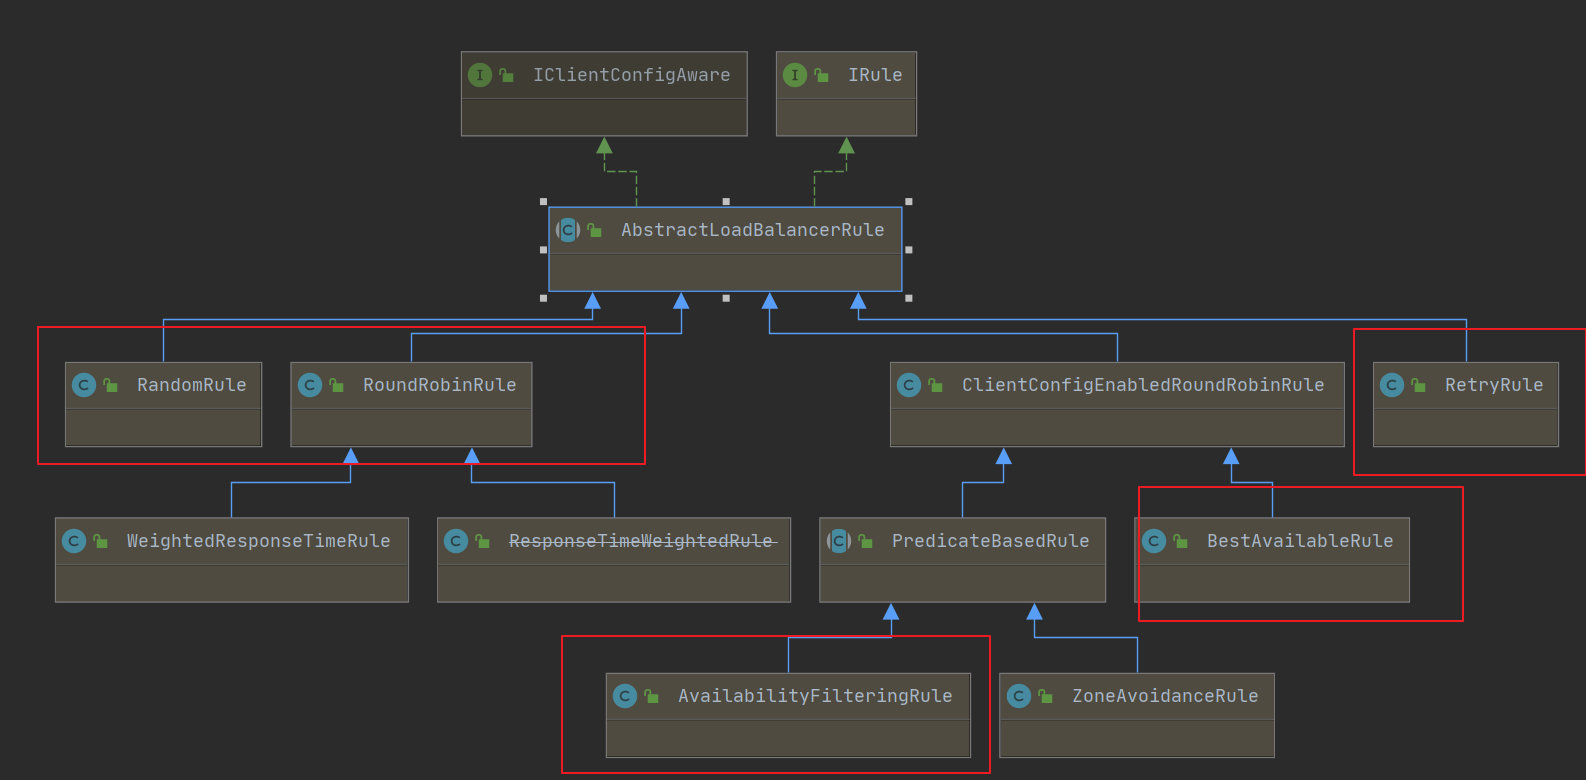 I IClientConfigAware
I IRule
C AbstractLoadBalancerRule
C RandomRule
C RoundRobinRule
C ClientConfigEnabledRoundRobinRule
C RetryRule
C WeightedResponseTimeRule
C ResponseTimeWeightedRule
C PredicateBasedRule
C BestAvailableRule
C AvailabilityFilteringRule
C ZoneAvoidanceRule